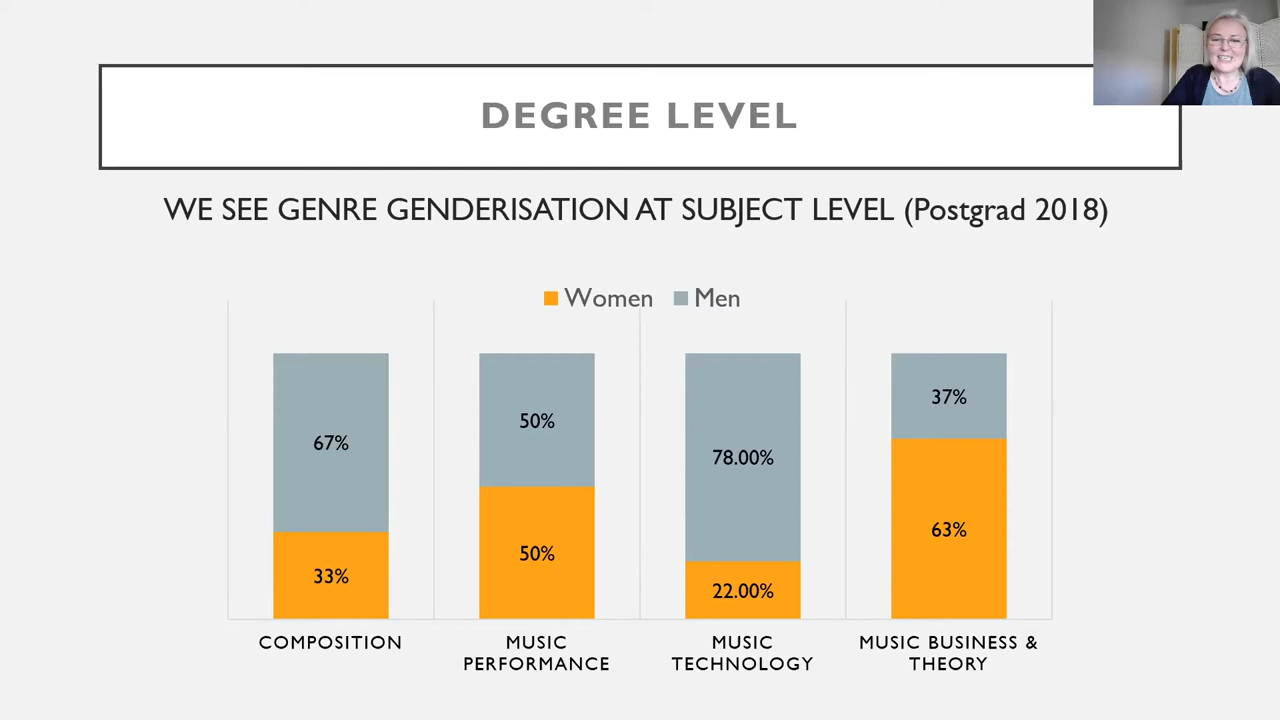 DEGREE LEVEL
WE SEE GENRE GENDERISATION AT SUBJECT LEVEL (Postgrad 2018)
Women Men
67% 50% 78.00% 37%
33% 50% 22.00% 63%
COMPOSITION
MUSIC
PERFORMANCE
MUSIC
TECHNOLOGY
MUSIC BUSINESS &
THEORY